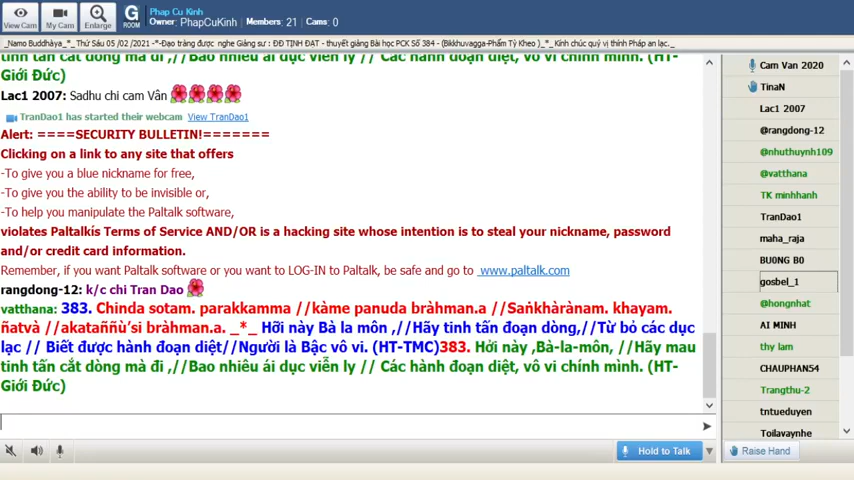 Phap Cu Kinh
Owner: PhapCuKinh | Members: 21 | Cams: 0
View Cam
My Cam
Enlarge
G
ROOM
_Namo Buddhàya_*_ Thứ Sáu 05 /02 /2021 -*-Đạo tràng được nghe Giảng sư : ĐĐ TỊNH ĐẠT - thuyết giảng Bài học PCK Số 384 - (Bikkhuvagga-Phẩm Tỳ Kheo )_*_ Kính chúc quý vị thính Pháp an lạc._
tinh tấn cắt dòng mà đi ,//Bao nhiêu ái dục viễn ly // Các hành đoạn diệt, vô vi chính minh. (HT-
Giới Đức)
Lac1 2007: Sadhu chi cam Vân
TranDao1 has started their webcam View TranDao1
Alert: ====SECURITY BULLETIN!=======
Clicking on a link to any site that offers
-To give you a blue nickname for free,
-To give you the ability to be invisible or,
-To help you manipulate the Paltalk software,
violates Paltalkís Terms of Service AND/OR is a hacking site whose intention is to steal your nickname, password
and/or credit card information.
Remember, if you want Paltalk software or you want to LOG-IN to Paltalk, be safe and go to www.paltalk.com
rangdong-12: k/c chi Tran Dao
vatthana: 383. Chinda sotam. parakkamma //kàme panuda bràhman.a //Saṅkhàrànam. khayam.
ñatvà //akataññù’si bràhman.a. _*_ Hỡi này Bà la môn ,//Hãy tinh tấn đoạn dòng,//Từ bỏ các dục
lạc // Biết được hành đoạn diệt//Người là Bậc vô vi. (HT-TMC)383. Hởi này ,Bà-la-môn, //Hãy mau
tinh tấn cắt dòng mà đi ,//Bao nhiêu ái dục viễn ly // Các hành đoạn diệt, vô vi chính minh. (HT-
Giới Đức)
Hold to Talk
Cam Van 2020
TinaN
Lac1 2007
@rangdong-12
@nhuthuynh109
@vatthana
TK minhhanh
TranDao1
maha_raja
BU0NG B0
gosbel_1
@hongnhat
AI MINH
thy lam
CHAUPHAN54
Trangthu-2
tntueduyen
Toilavaynhe
Raise Hand